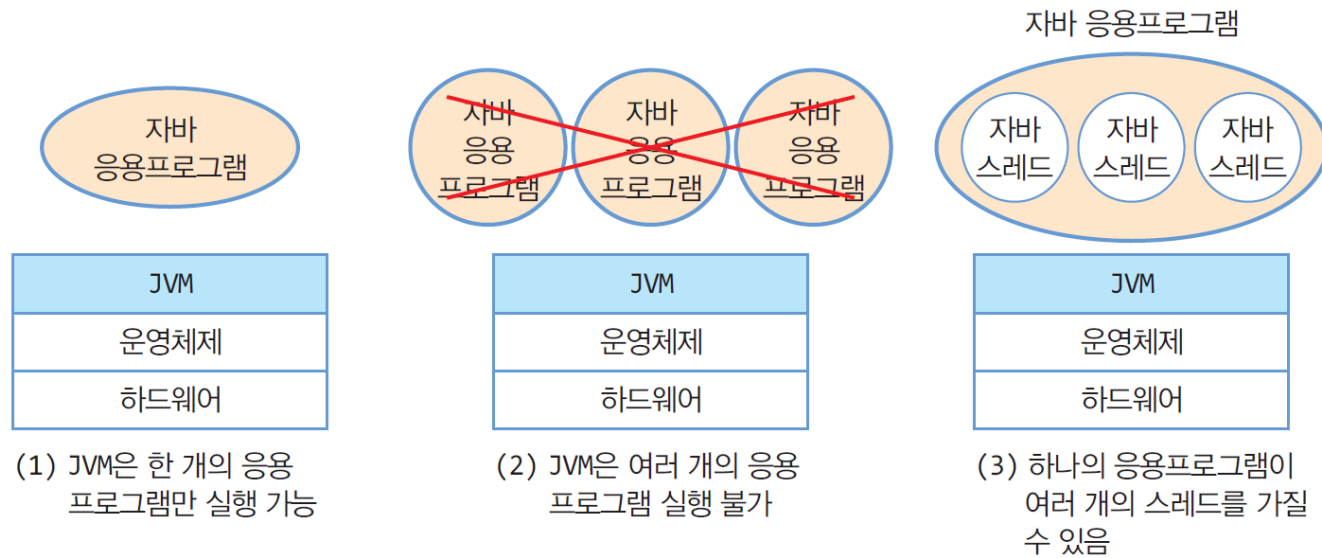 자바
응용프로그램
JVM
운영체제
하드웨어
(1) JVM은 한 개의 응용
프로그램만 실행 가능
자바
응용
프로그램
자바
응용
프로그램
자바
응용
프로그램
JVM
운영체제
하드웨어
(2) JVM은 여러 개의 응용
프로그램 실행 불가
자바 응용프로그램
자바
스레드
자바
스레드
자바
스레드
JVM
운영체제
하드웨어
(3) 하나의 응용프로그램이
여러 개의 스레드를 가질
수 있음